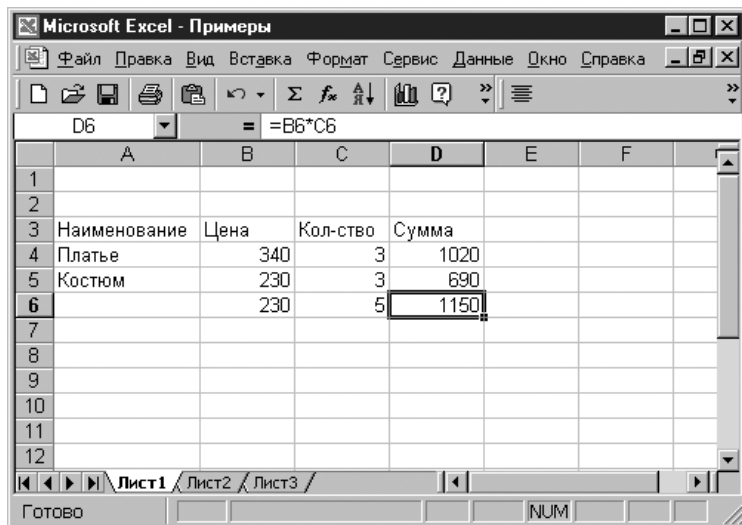 Microsoft Excel - Примеры
Файл Правка Вид Вставка Формат Сервис Данные Окно Справка
D6 = =B6*C6
A B C D E F
1
2
3 Наименование Цена Кол-ство Сумма
4 Платье 340 3 1020
5 Костюм 230 3 690
6 230 5 1150
7
8
9
10
11
12
Лист1 Лист2 Лист3
Готово NUM